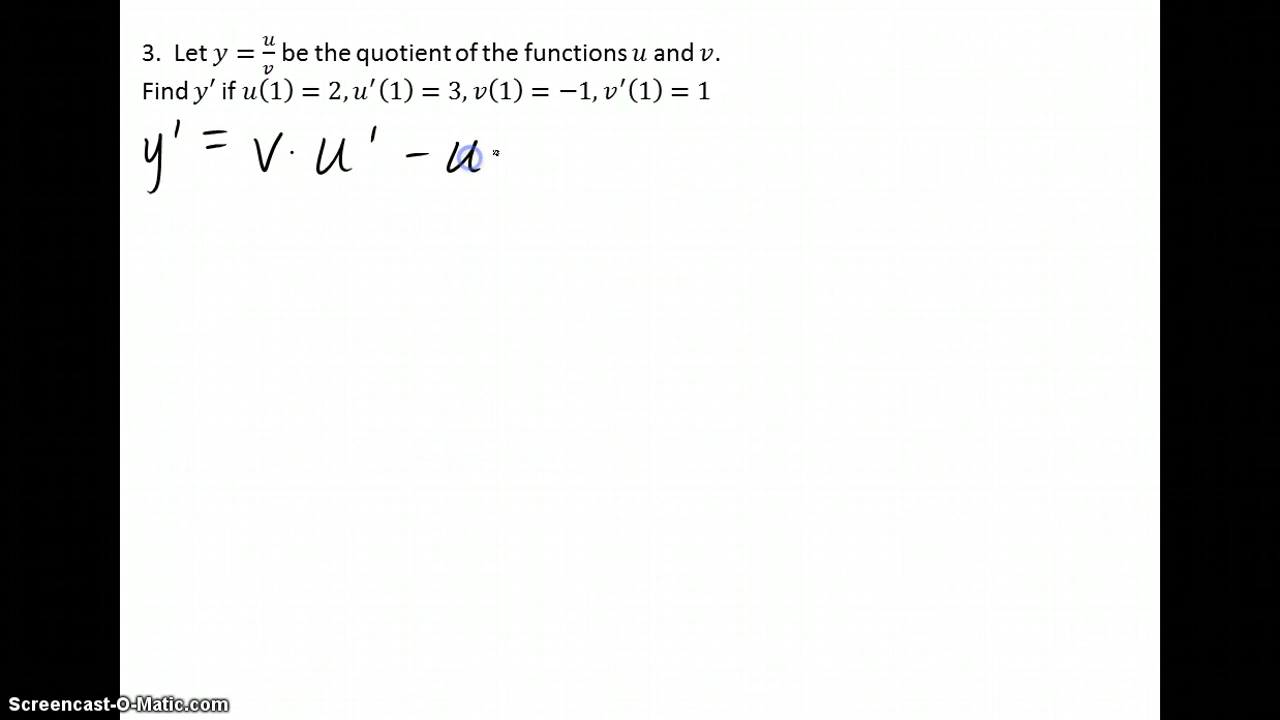 3. Let y = u/v be the quotient of the functions u and v.
Find y′ if u(1) = 2, u′(1) = 3, v(1) = −1, v′(1) = 1
y' = v · u' − u ·
Screencast-O-Matic.com